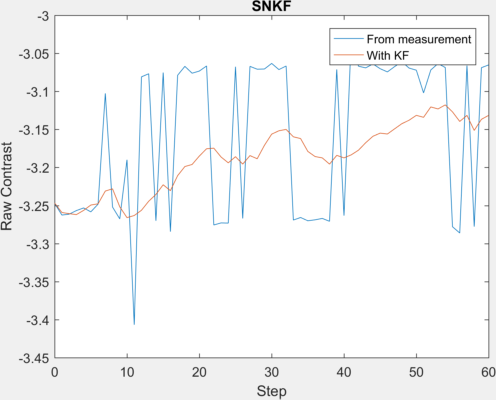 SNKF
-3
-3.05
-3.1
-3.15
-3.2
-3.25
-3.3
-3.35
-3.4
-3.45
Raw Contrast
From measurement
With KF
0 10 20 30 40 50 60
Step